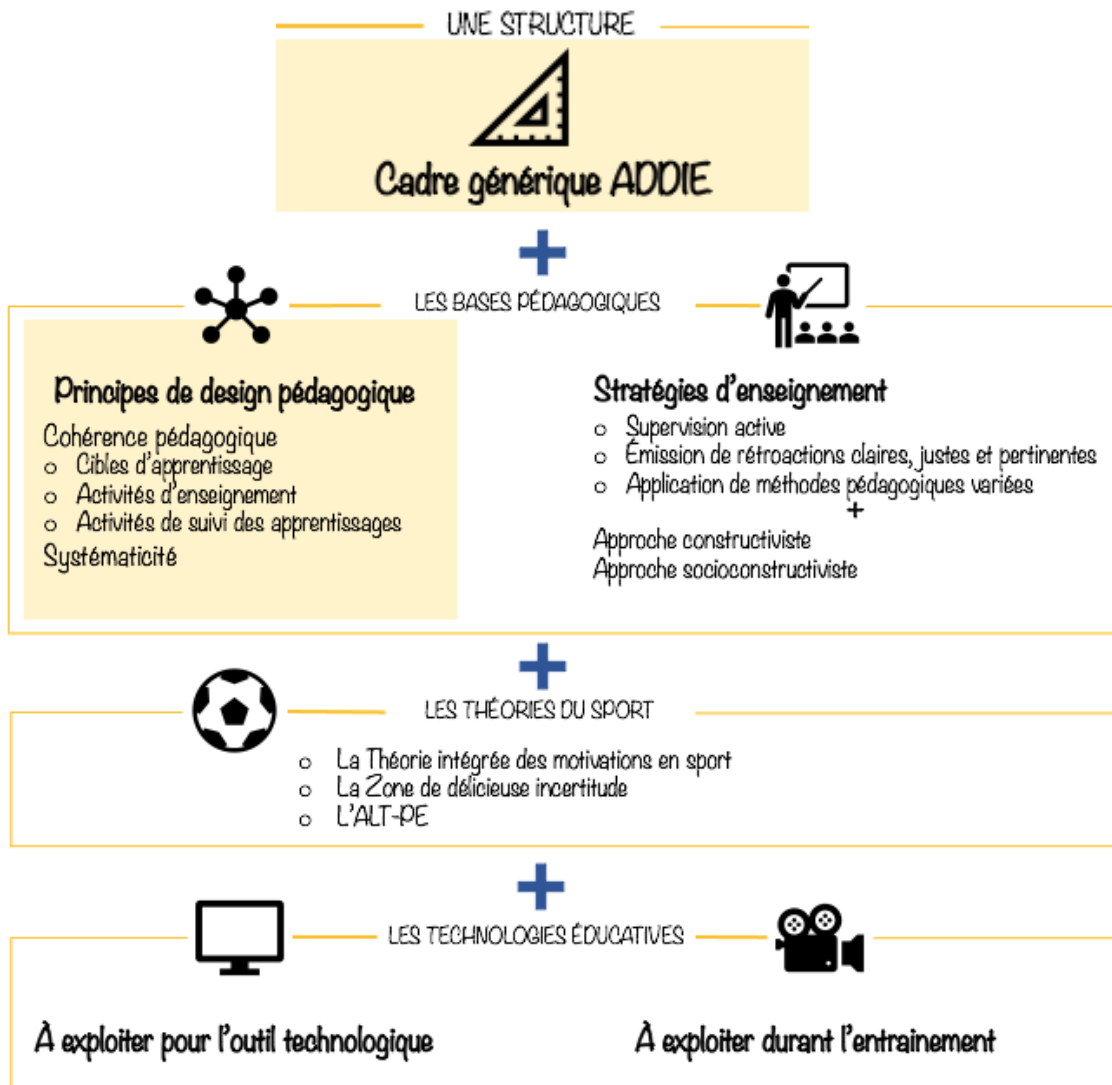 UNE STRUCTURE
Cadre générique ADDIE
LES BASES PÉDAGOGIQUES
Principes de design pédagogique
Cohérence pédagogique
o Cibles d'apprentissage
o Activités d'enseignement
o Activités de suivi des apprentissages
Systématicité
Stratégies d'enseignement
o Supervision active
o Émission de rétroactions claires, justes et pertinentes
o Application de méthodes pédagogiques variées
+
Approche constructiviste
Approche socioconstructiviste
LES THÉORIES DU SPORT
o La Théorie intégrée des motivations en sport
o La Zone de délicieuse incertitude
o L'ALT-PE
LES TECHNOLOGIES ÉDUCATIVES
À exploiter pour l'outil technologique
À exploiter durant l'entrainement